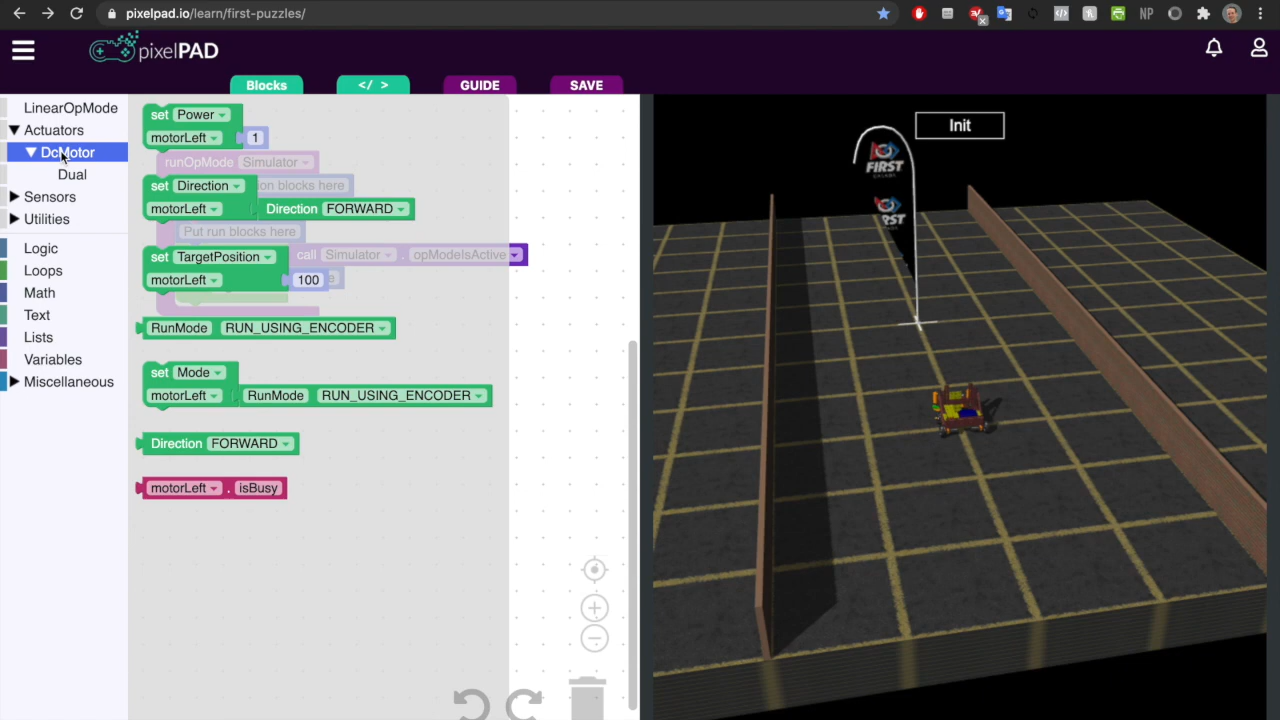 pixelpad.io/learn/first-puzzles/
NP
pixelPAD
Blocks
</ >
GUIDE
SAVE
LinearOpMode
Actuators
DcMotor
Dual
Sensors
Utilities
Logic
Loops
Math
Text
Lists
Variables
Miscellaneous
set Power
motorLeft 1
runOpMode Simulator
set Direction
ion blocks here
motorLeft Direction FORWARD
Put run blocks here
set TargetPosition
call Simulator . opModeIsActive
motorLeft 100
RunMode RUN_USING_ENCODER
set Mode
motorLeft RunMode RUN_USING_ENCODER
Direction FORWARD
motorLeft . isBusy
Init
FIRST
FIRST